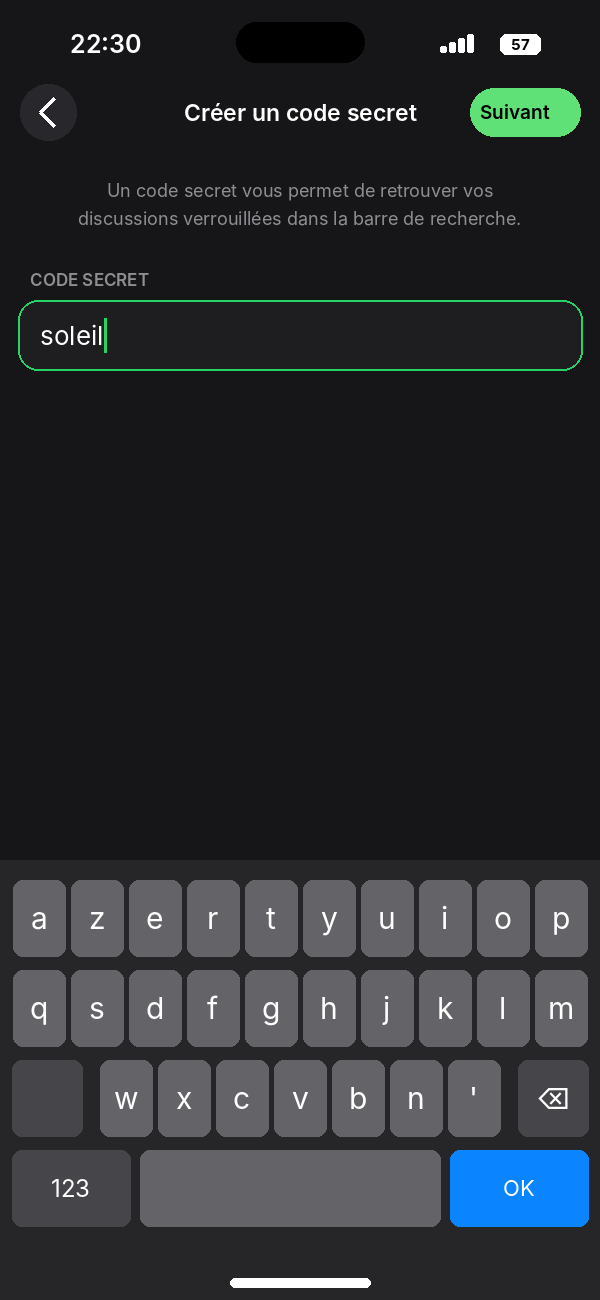 22:30
57
Créer un code secret
Suivant
Un code secret vous permet de retrouver vos
discussions verrouillées dans la barre de recherche.
CODE SECRET
soleil
a z e r t y u i o p
q s d f g h j k l m
w x c v b n '
123
OK